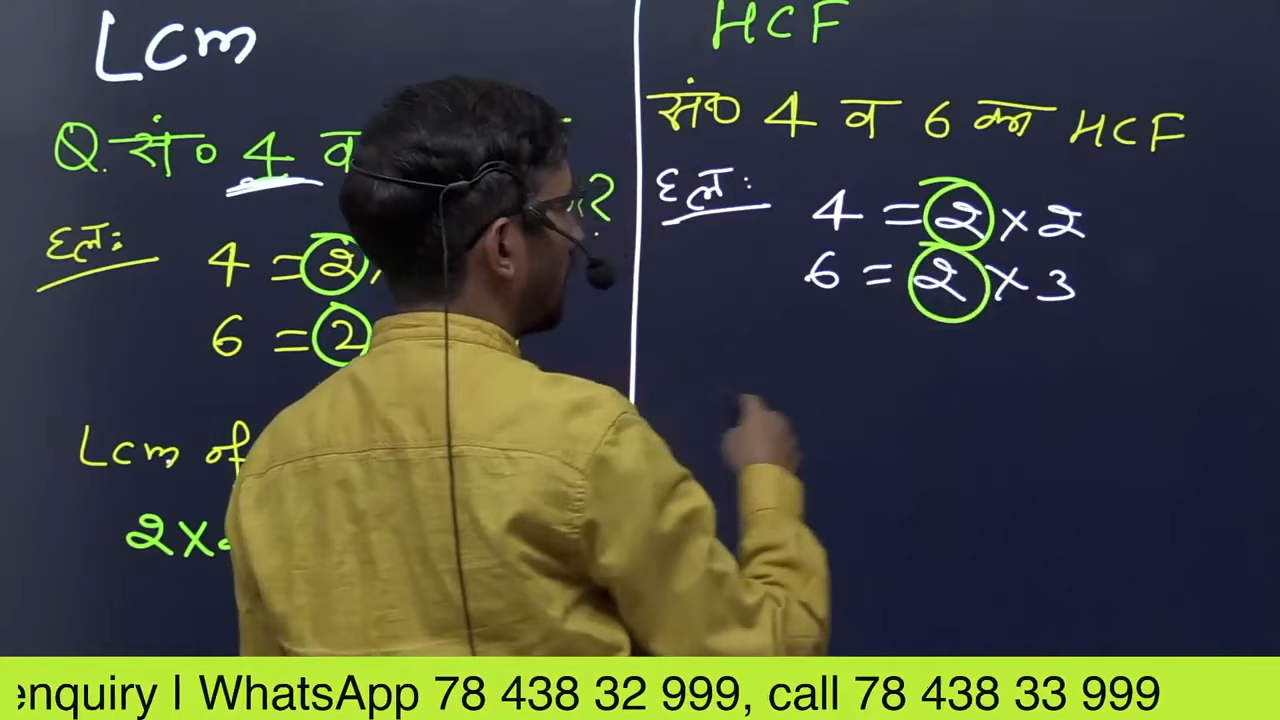 Lcm
Q. सं० 4 व
हलः
4 = 2
6 = 2
Lcm of
2×
HCF
सं० 4 व 6 का HCF
हलः
4 = 2 × 2
6 = 2 × 3
enquiry | WhatsApp 78 438 32 999, call 78 438 33 999